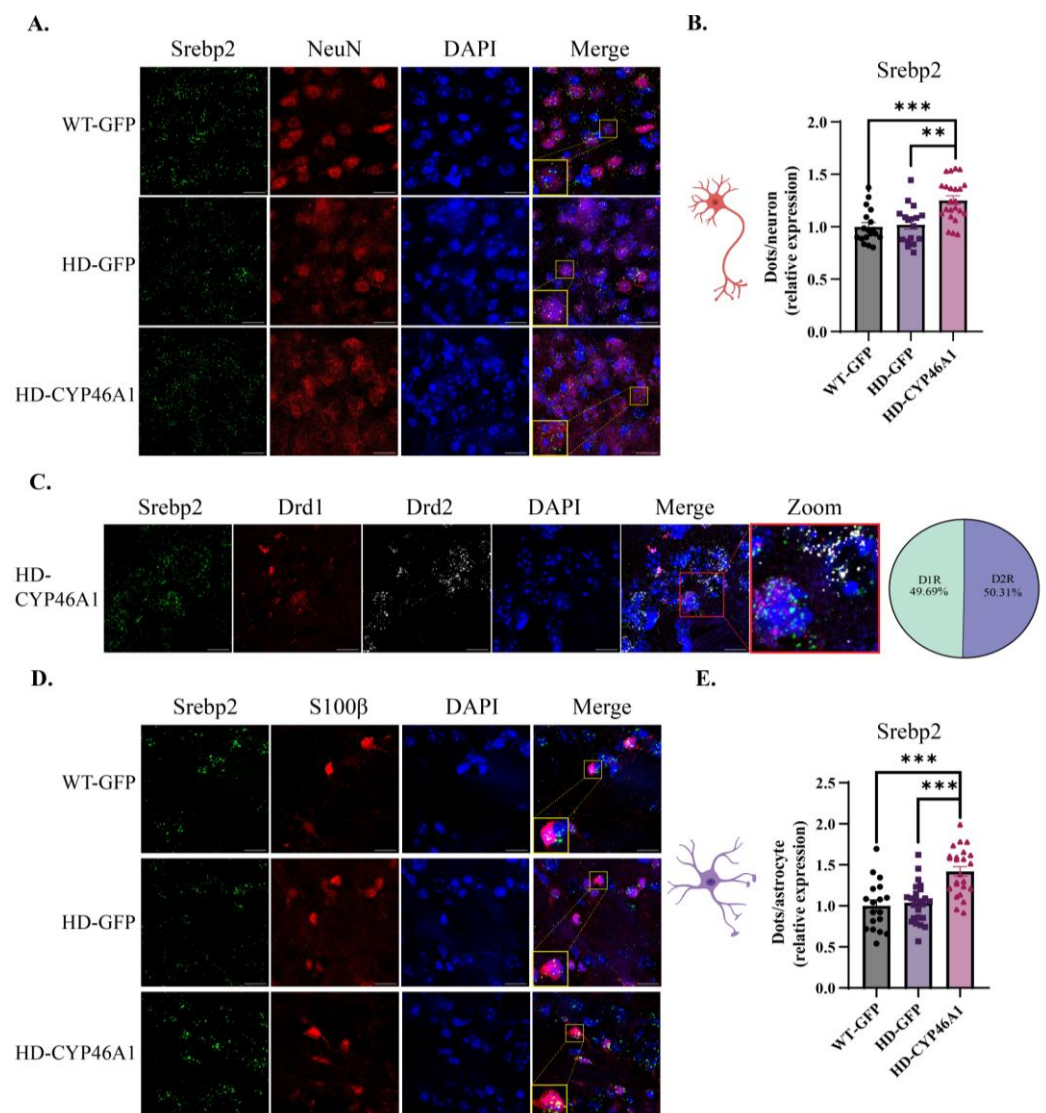 A.
Srebp2 NeuN DAPI Merge
WT-GFP
HD-GFP
HD-CYP46A1
B.
Srebp2
***
**
Dots/neuron
(relative expression)
2.0
1.5
1.0
0.5
0.0
WT-GFP
HD-GFP
HD-CYP46A1
C.
Srebp2 Drd1 Drd2 DAPI Merge Zoom
HD-
CYP46A1
D1R
49.69%
D2R
50.31%
D.
Srebp2 S100β DAPI Merge
WT-GFP
HD-GFP
HD-CYP46A1
E.
Srebp2
***
***
Dots/astrocyte
(relative expression)
2.5
2.0
1.5
1.0
0.5
0.0
WT-GFP
HD-GFP
HD-CYP46A1